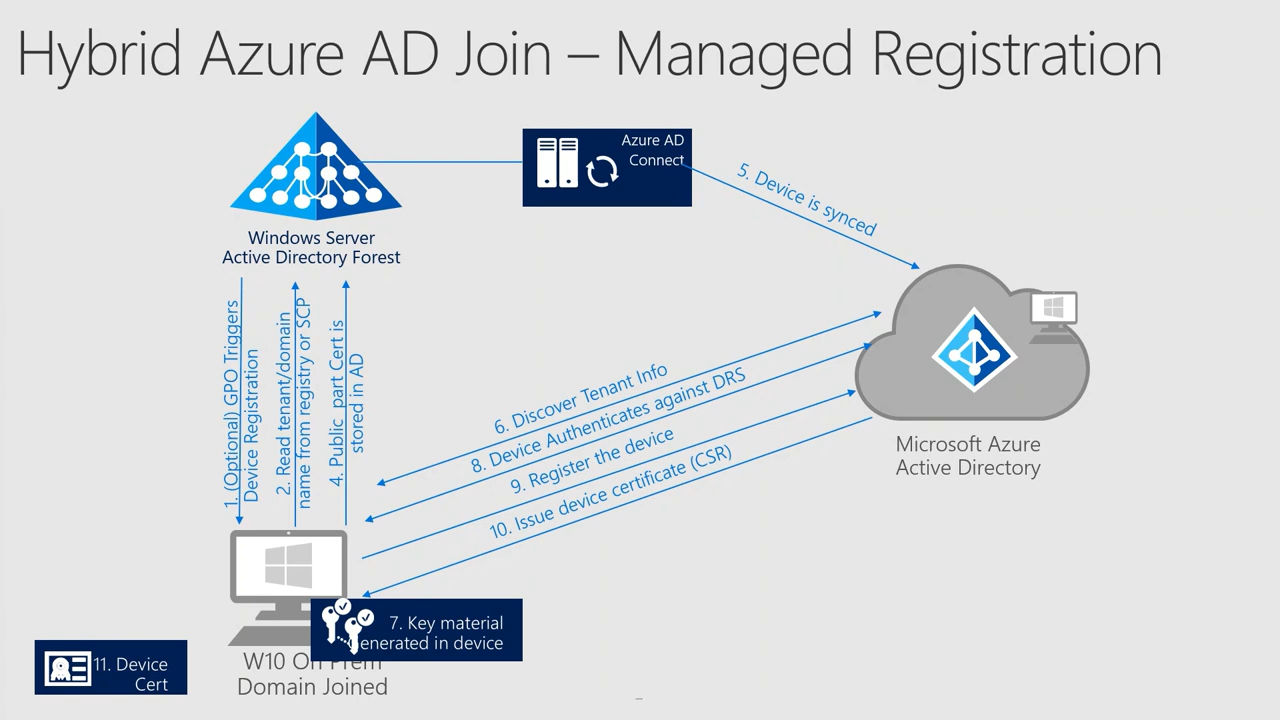 Hybrid Azure AD Join – Managed Registration
Azure AD
Connect
5. Device is synced
Windows Server
Active Directory Forest
1. (Optional) GPO Triggers
Device Registration
2. Read tenant/domain
name from registry or SCP
4. Public part Cert is
stored in AD
6. Discover Tenant Info
8. Device Authenticates against DRS
9. Register the device
10. Issue device certificate (CSR)
Microsoft Azure
Active Directory
7. Key material
enerated in device
W10 On Prem
Domain Joined
11. Device
Cert